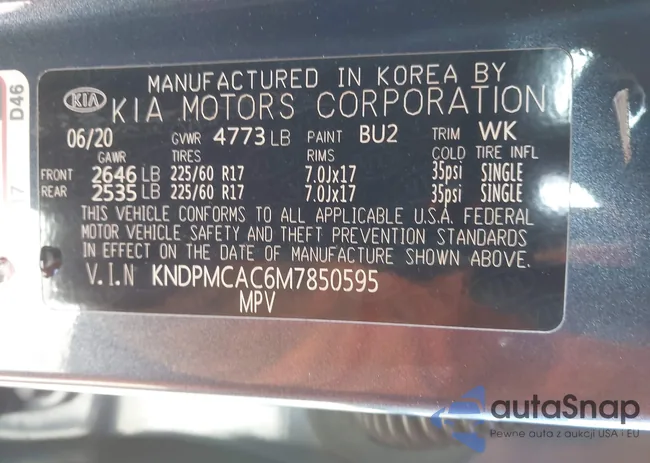 MANUFACTURED IN KOREA BY
KIA KIA MOTORS CORPORATION
06/20 GVWR 4773 LB PAINT BU2 TRIM WK
GAWR TIRES RIMS COLD TIRE INFL
FRONT 2646 LB 225/60 R17 7.0Jx17 35psi SINGLE
REAR 2535 LB 225/60 R17 7.0Jx17 35psi SINGLE
THIS VEHICLE CONFORMS TO ALL APPLICABLE U.S.A. FEDERAL
MOTOR VEHICLE SAFETY AND THEFT PREVENTION STANDARDS
IN EFFECT ON THE DATE OF MANUFACTURE SHOWN ABOVE.
V.I.N KNDPMCAC6M7850595
MPV
D46
17
autaSnap
Pewne auta z aukcji USA i EU